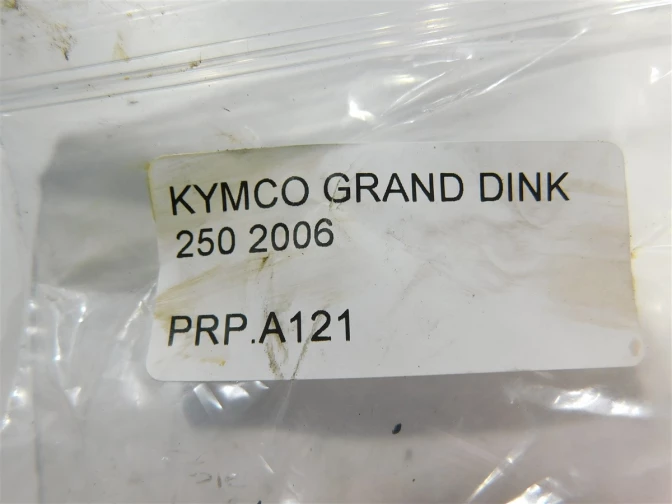 KYMCO GRAND DINK
250 2006
PRP.A121